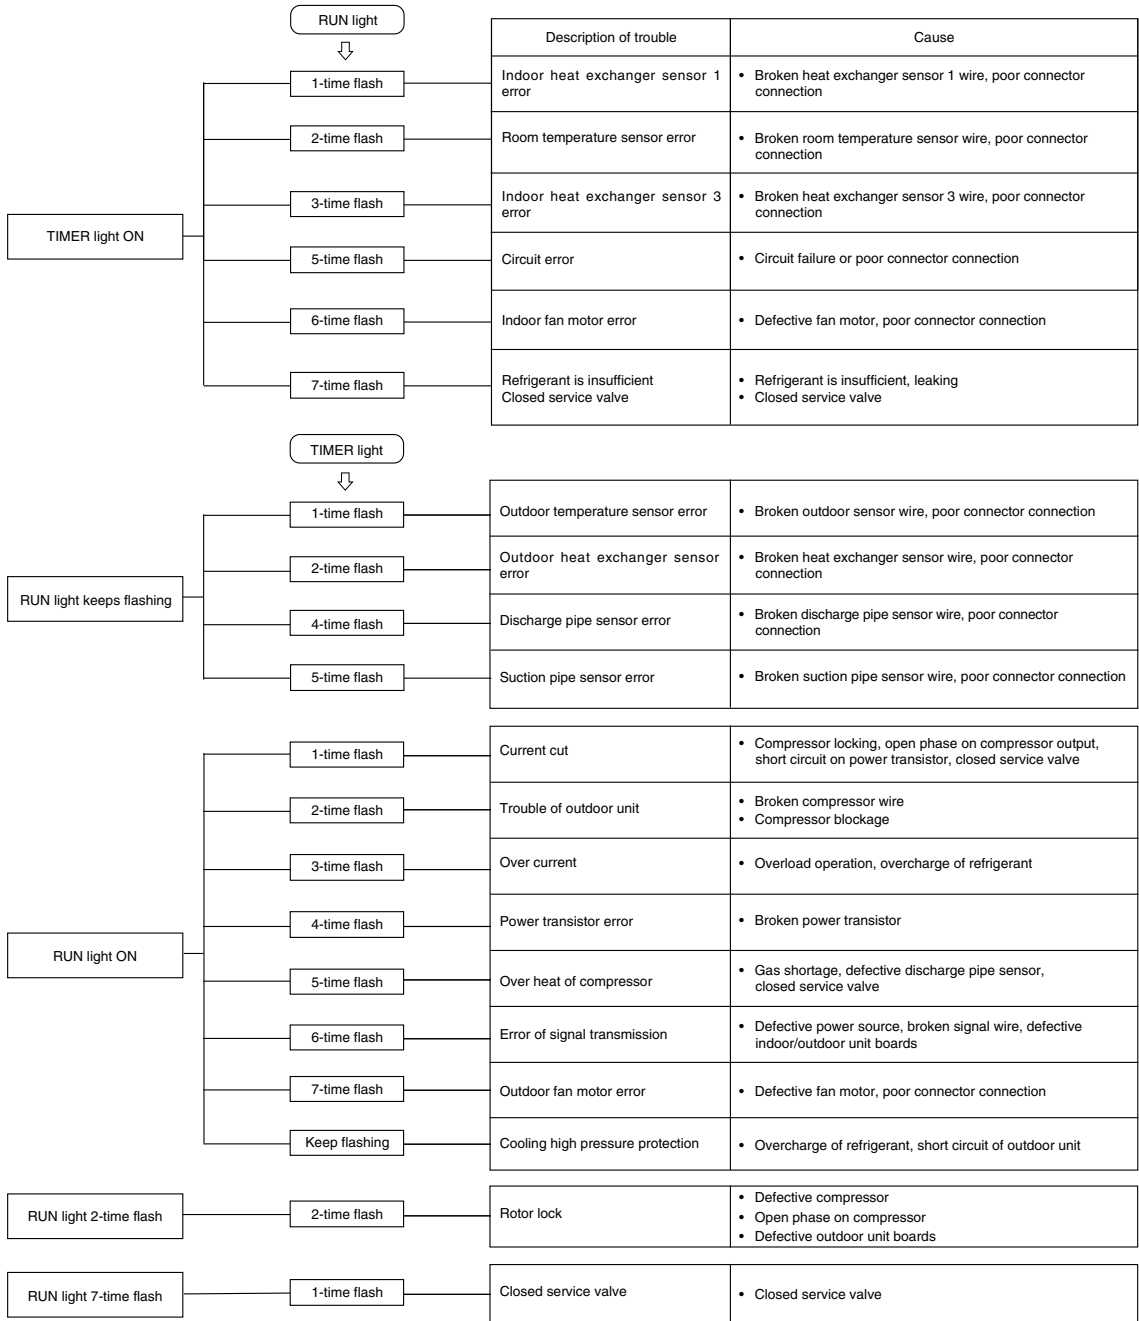 RUN light
Description of trouble
Cause
TIMER light ON
1-time flash
Indoor heat exchanger sensor 1
error
• Broken heat exchanger sensor 1 wire, poor connector
connection
2-time flash
Room temperature sensor error
• Broken room temperature sensor wire, poor connector
connection
3-time flash
Indoor heat exchanger sensor 3
error
• Broken heat exchanger sensor 3 wire, poor connector
connection
5-time flash
Circuit error
• Circuit failure or poor connector connection
6-time flash
Indoor fan motor error
• Defective fan motor, poor connector connection
7-time flash
Refrigerant is insufficient
Closed service valve
• Refrigerant is insufficient, leaking
• Closed service valve
TIMER light
RUN light keeps flashing
1-time flash
Outdoor temperature sensor error
• Broken outdoor sensor wire, poor connector connection
2-time flash
Outdoor heat exchanger sensor
error
• Broken heat exchanger sensor wire, poor connector
connection
4-time flash
Discharge pipe sensor error
• Broken discharge pipe sensor wire, poor connector
connection
5-time flash
Suction pipe sensor error
• Broken suction pipe sensor wire, poor connector connection
RUN light ON
1-time flash
Current cut
• Compressor locking, open phase on compressor output,
short circuit on power transistor, closed service valve
2-time flash
Trouble of outdoor unit
• Broken compressor wire
• Compressor blockage
3-time flash
Over current
• Overload operation, overcharge of refrigerant
4-time flash
Power transistor error
• Broken power transistor
5-time flash
Over heat of compressor
• Gas shortage, defective discharge pipe sensor,
closed service valve
6-time flash
Error of signal transmission
• Defective power source, broken signal wire, defective
indoor/outdoor unit boards
7-time flash
Outdoor fan motor error
• Defective fan motor, poor connector connection
Keep flashing
Cooling high pressure protection
• Overcharge of refrigerant, short circuit of outdoor unit
RUN light 2-time flash
2-time flash
Rotor lock
• Defective compressor
• Open phase on compressor
• Defective outdoor unit boards
RUN light 7-time flash
1-time flash
Closed service valve
• Closed service valve